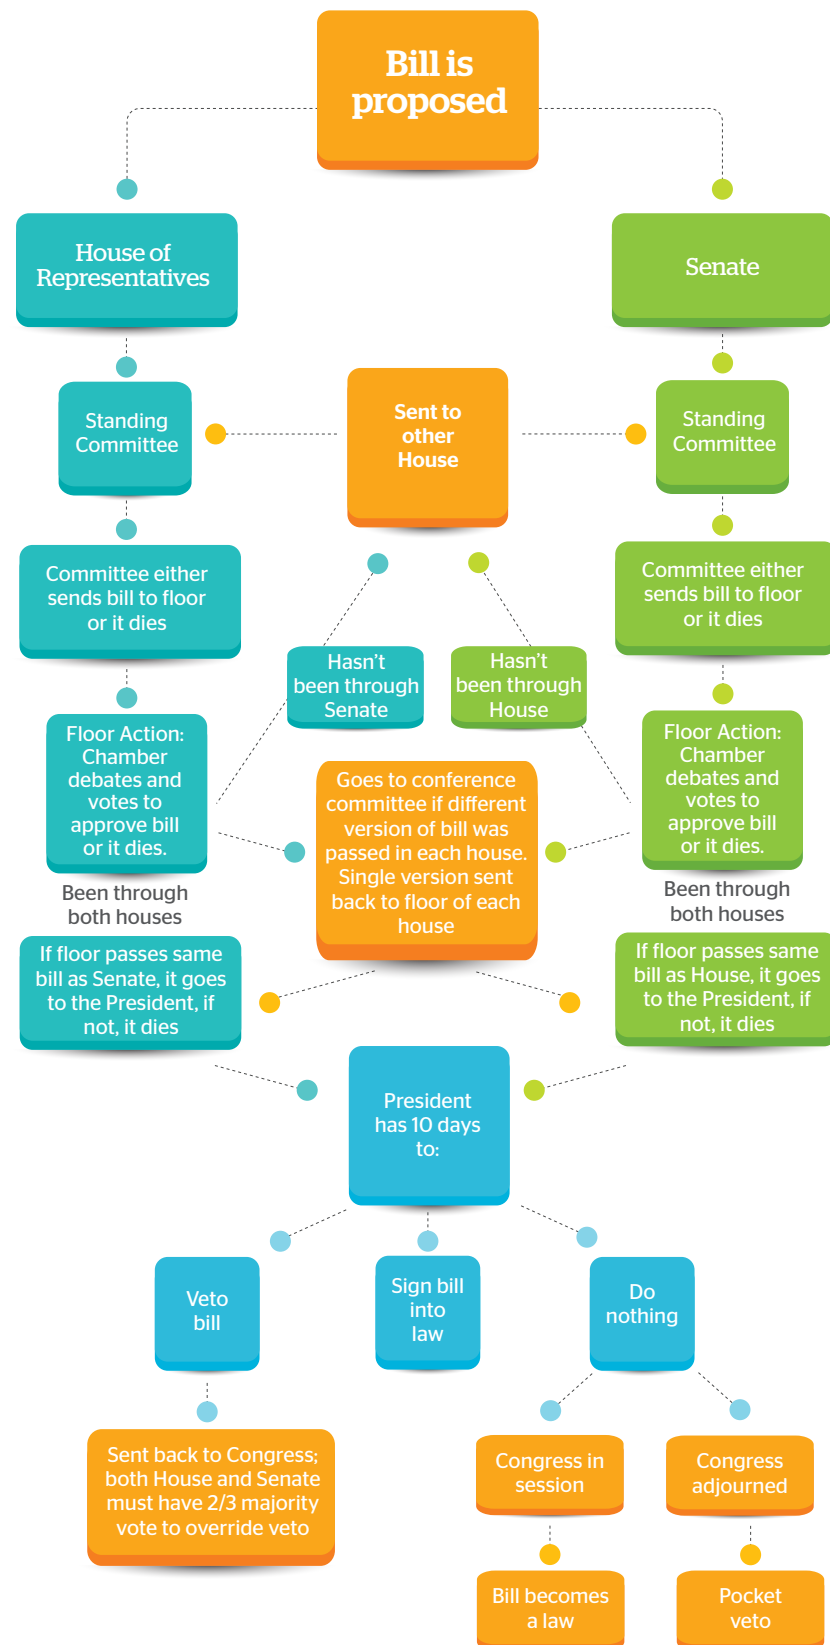 Bill is
proposed
House of
Representatives
Senate
Standing
Committee
Sent to
other
House
Standing
Committee
Committee either
sends bill to floor
or it dies
Committee either
sends bill to floor
or it dies
Hasn't
been through
Senate
Hasn't
been through
House
Floor Action:
Chamber
debates and
votes to
approve bill
or it dies.
Goes to conference
committee if different
version of bill was
passed in each house.
Single version sent
back to floor of each
house
Floor Action:
Chamber
debates and
votes to
approve bill
or it dies.
Been through
both houses
Been through
both houses
If floor passes same
bill as Senate, it goes
to the President, if
not, it dies
If floor passes same
bill as House, it goes
to the President, if
not, it dies
President
has 10 days
to:
Veto
bill
Sign bill
into
law
Do
nothing
Sent back to Congress;
both House and Senate
must have 2/3 majority
vote to override veto
Congress in
session
Congress
adjourned
Bill becomes
a law
Pocket
veto